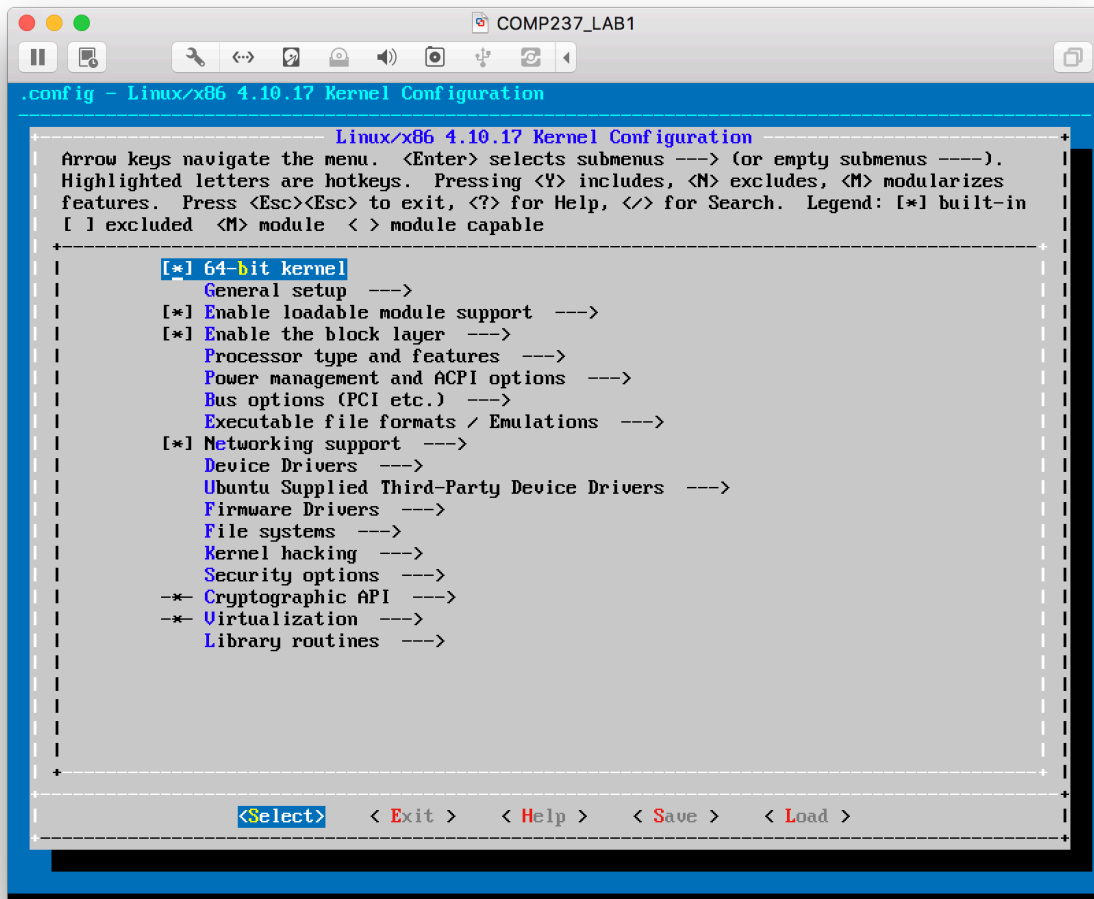 COMP237_LAB1
.config - Linux/x86 4.10.17 Kernel Configuration
Linux/x86 4.10.17 Kernel Configuration
Arrow keys navigate the menu.  <Enter> selects submenus ---> (or empty submenus ----).
Highlighted letters are hotkeys.  Pressing <Y> includes, <N> excludes, <M> modularizes
features.  Press <Esc><Esc> to exit, <?> for Help, </> for Search.  Legend: [*] built-in
[ ] excluded  <M> module  < > module capable
[*] 64-bit kernel
General setup  --->
[*] Enable loadable module support  --->
[*] Enable the block layer  --->
Processor type and features  --->
Power management and ACPI options  --->
Bus options (PCI etc.)  --->
Executable file formats / Emulations  --->
[*] Networking support  --->
Device Drivers  --->
Ubuntu Supplied Third-Party Device Drivers  --->
Firmware Drivers  --->
File systems  --->
Kernel hacking  --->
Security options  --->
-*- Cryptographic API  --->
-*- Virtualization  --->
Library routines  --->
<Select>    < Exit >    < Help >    < Save >    < Load >